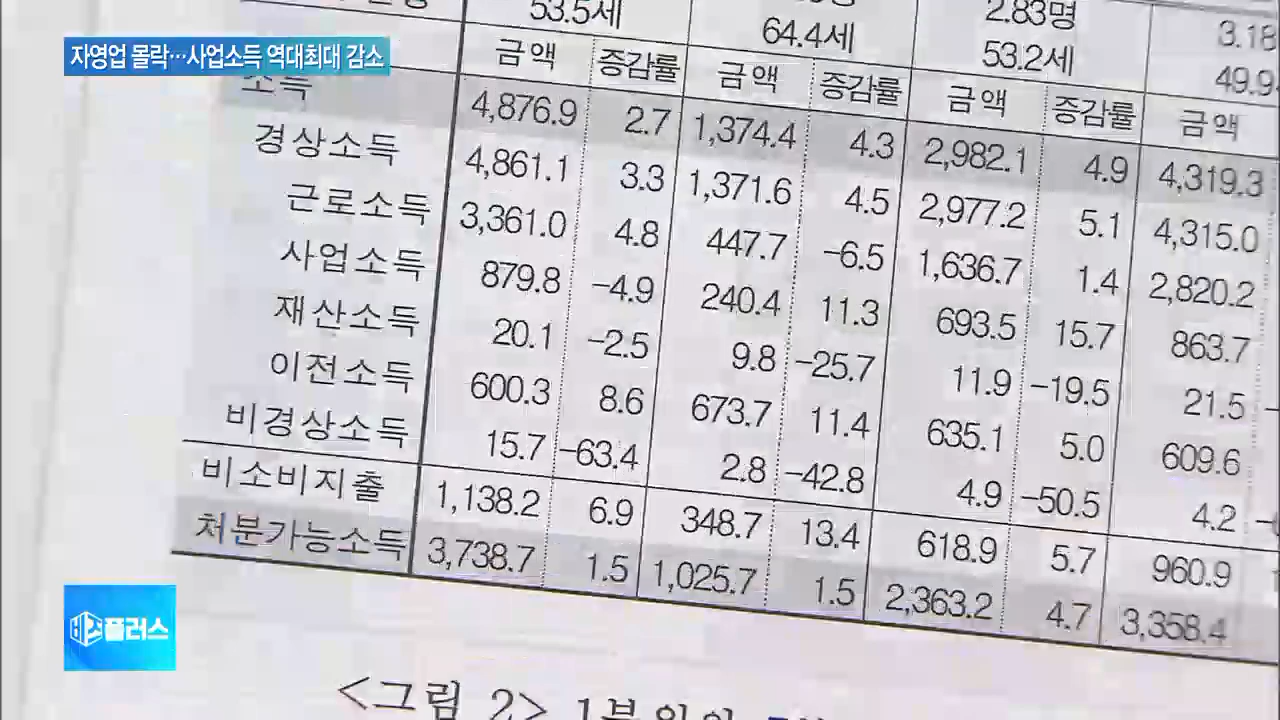 53.5세 2.83명 3.18
자영업 몰락…사업소득 역대최대 감소 64.4세 53.2세 49.9
금액 증감률 금액 증감률 금액 증감률 금액
소득 4,876.9 2.7 1,374.4 4.3 2,982.1 4.9 4,319.3
경상소득 4,861.1 3.3 1,371.6 4.5 2,977.2 5.1 4,315.0
근로소득 3,361.0 4.8 447.7 -6.5 1,636.7 1.4 2,820.2
사업소득 879.8 -4.9 240.4 11.3 693.5 15.7 863.7
재산소득 20.1 -2.5 9.8 -25.7 11.9 -19.5 21.5
이전소득 600.3 8.6 673.7 11.4 635.1 5.0 609.6
비경상소득 15.7 -63.4 2.8 -42.8 4.9 -50.5 4.2
비소비지출 1,138.2 6.9 348.7 13.4 618.9 5.7 960.9
처분가능소득 3,738.7 1.5 1,025.7 1.5 2,363.2 4.7 3,358.4
비즈플러스
<그림 2> 1분위와